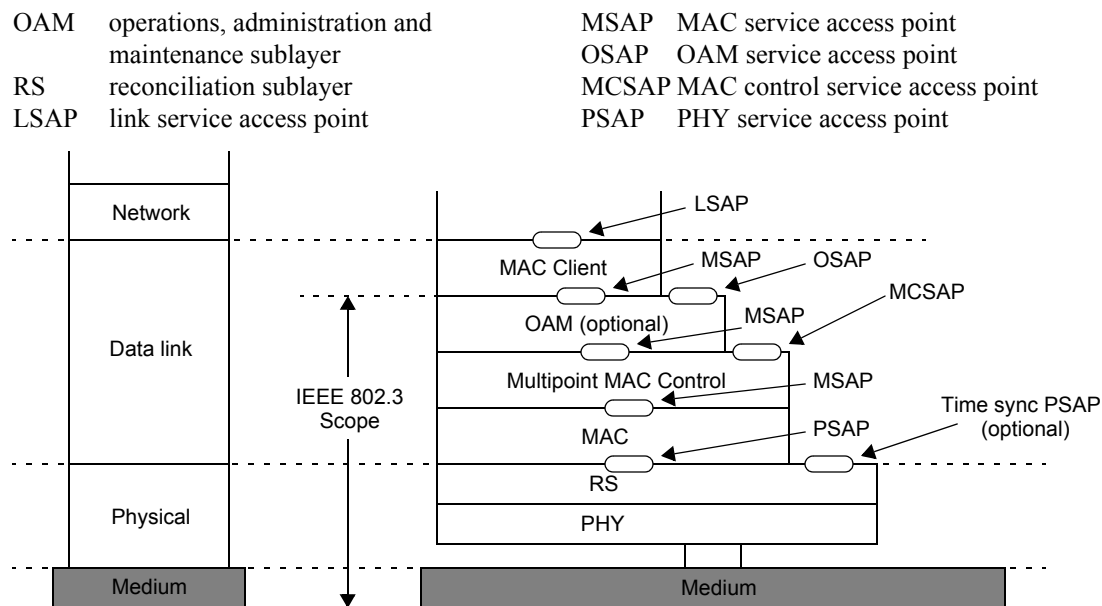 OAM operations, administration and
maintenance sublayer
RS reconciliation sublayer
LSAP link service access point
MSAP MAC service access point
OSAP OAM service access point
MCSAP MAC control service access point
PSAP PHY service access point
Network
Data link
Physical
Medium
IEEE 802.3
Scope
LSAP
MAC Client
MSAP
OSAP
OAM (optional)
MSAP
MCSAP
Multipoint MAC Control
MSAP
MAC
PSAP
Time sync PSAP
(optional)
RS
PHY
Medium